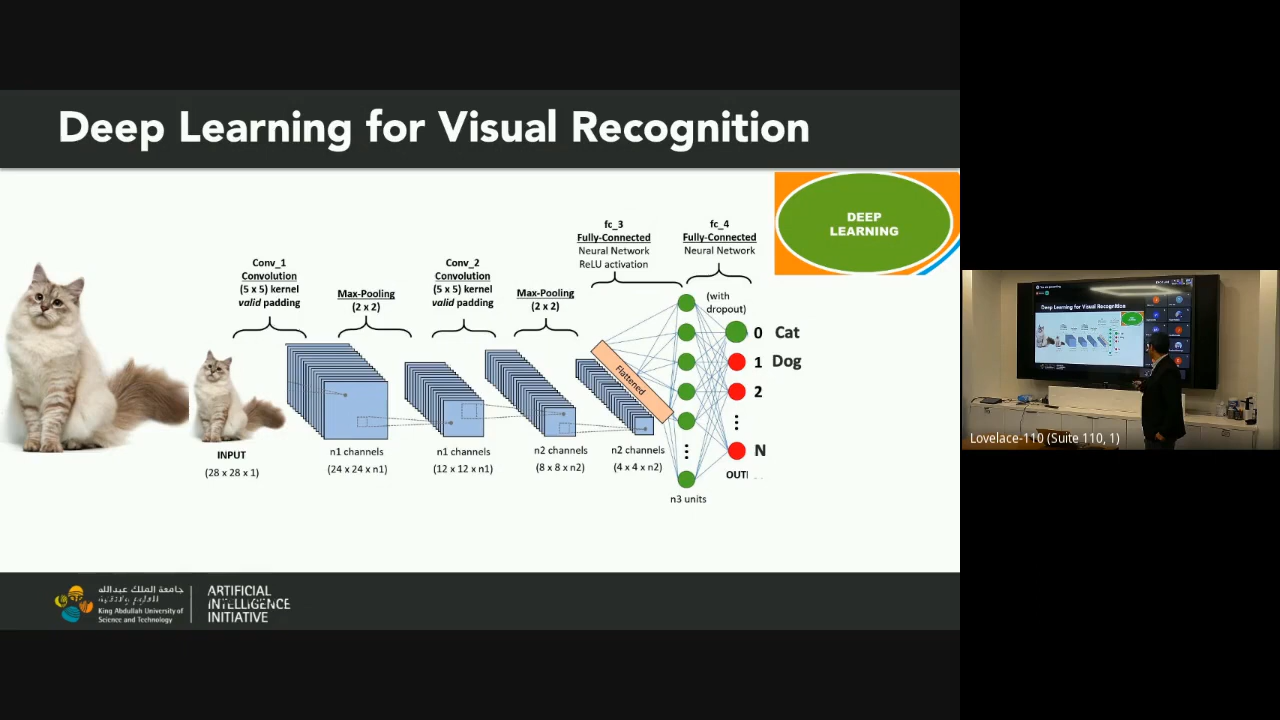 Deep Learning for Visual Recognition
DEEP
LEARNING
fc_3
Fully-Connected
Neural Network
ReLU activation
fc_4
Fully-Connected
Neural Network
Conv_1
Convolution
(5 x 5) kernel
valid padding
Max-Pooling
(2 x 2)
Conv_2
Convolution
(5 x 5) kernel
valid padding
Max-Pooling
(2 x 2)
(with
dropout)
Flattened
0 Cat
1 Dog
2
N
INPUT
(28 x 28 x 1)
n1 channels
(24 x 24 x n1)
n1 channels
(12 x 12 x n1)
n2 channels
(8 x 8 x n2)
n2 channels
(4 x 4 x n2)
n3 units
Deep Learning for Visual Recognition
Lovelace-110 (Suite 110, 1)
جامعة الملك عبدالله
للعلوم والتقنية
King Abdullah University of
Science and Technology
ARTIFICIAL
INTELLIGENCE
INITIATIVE